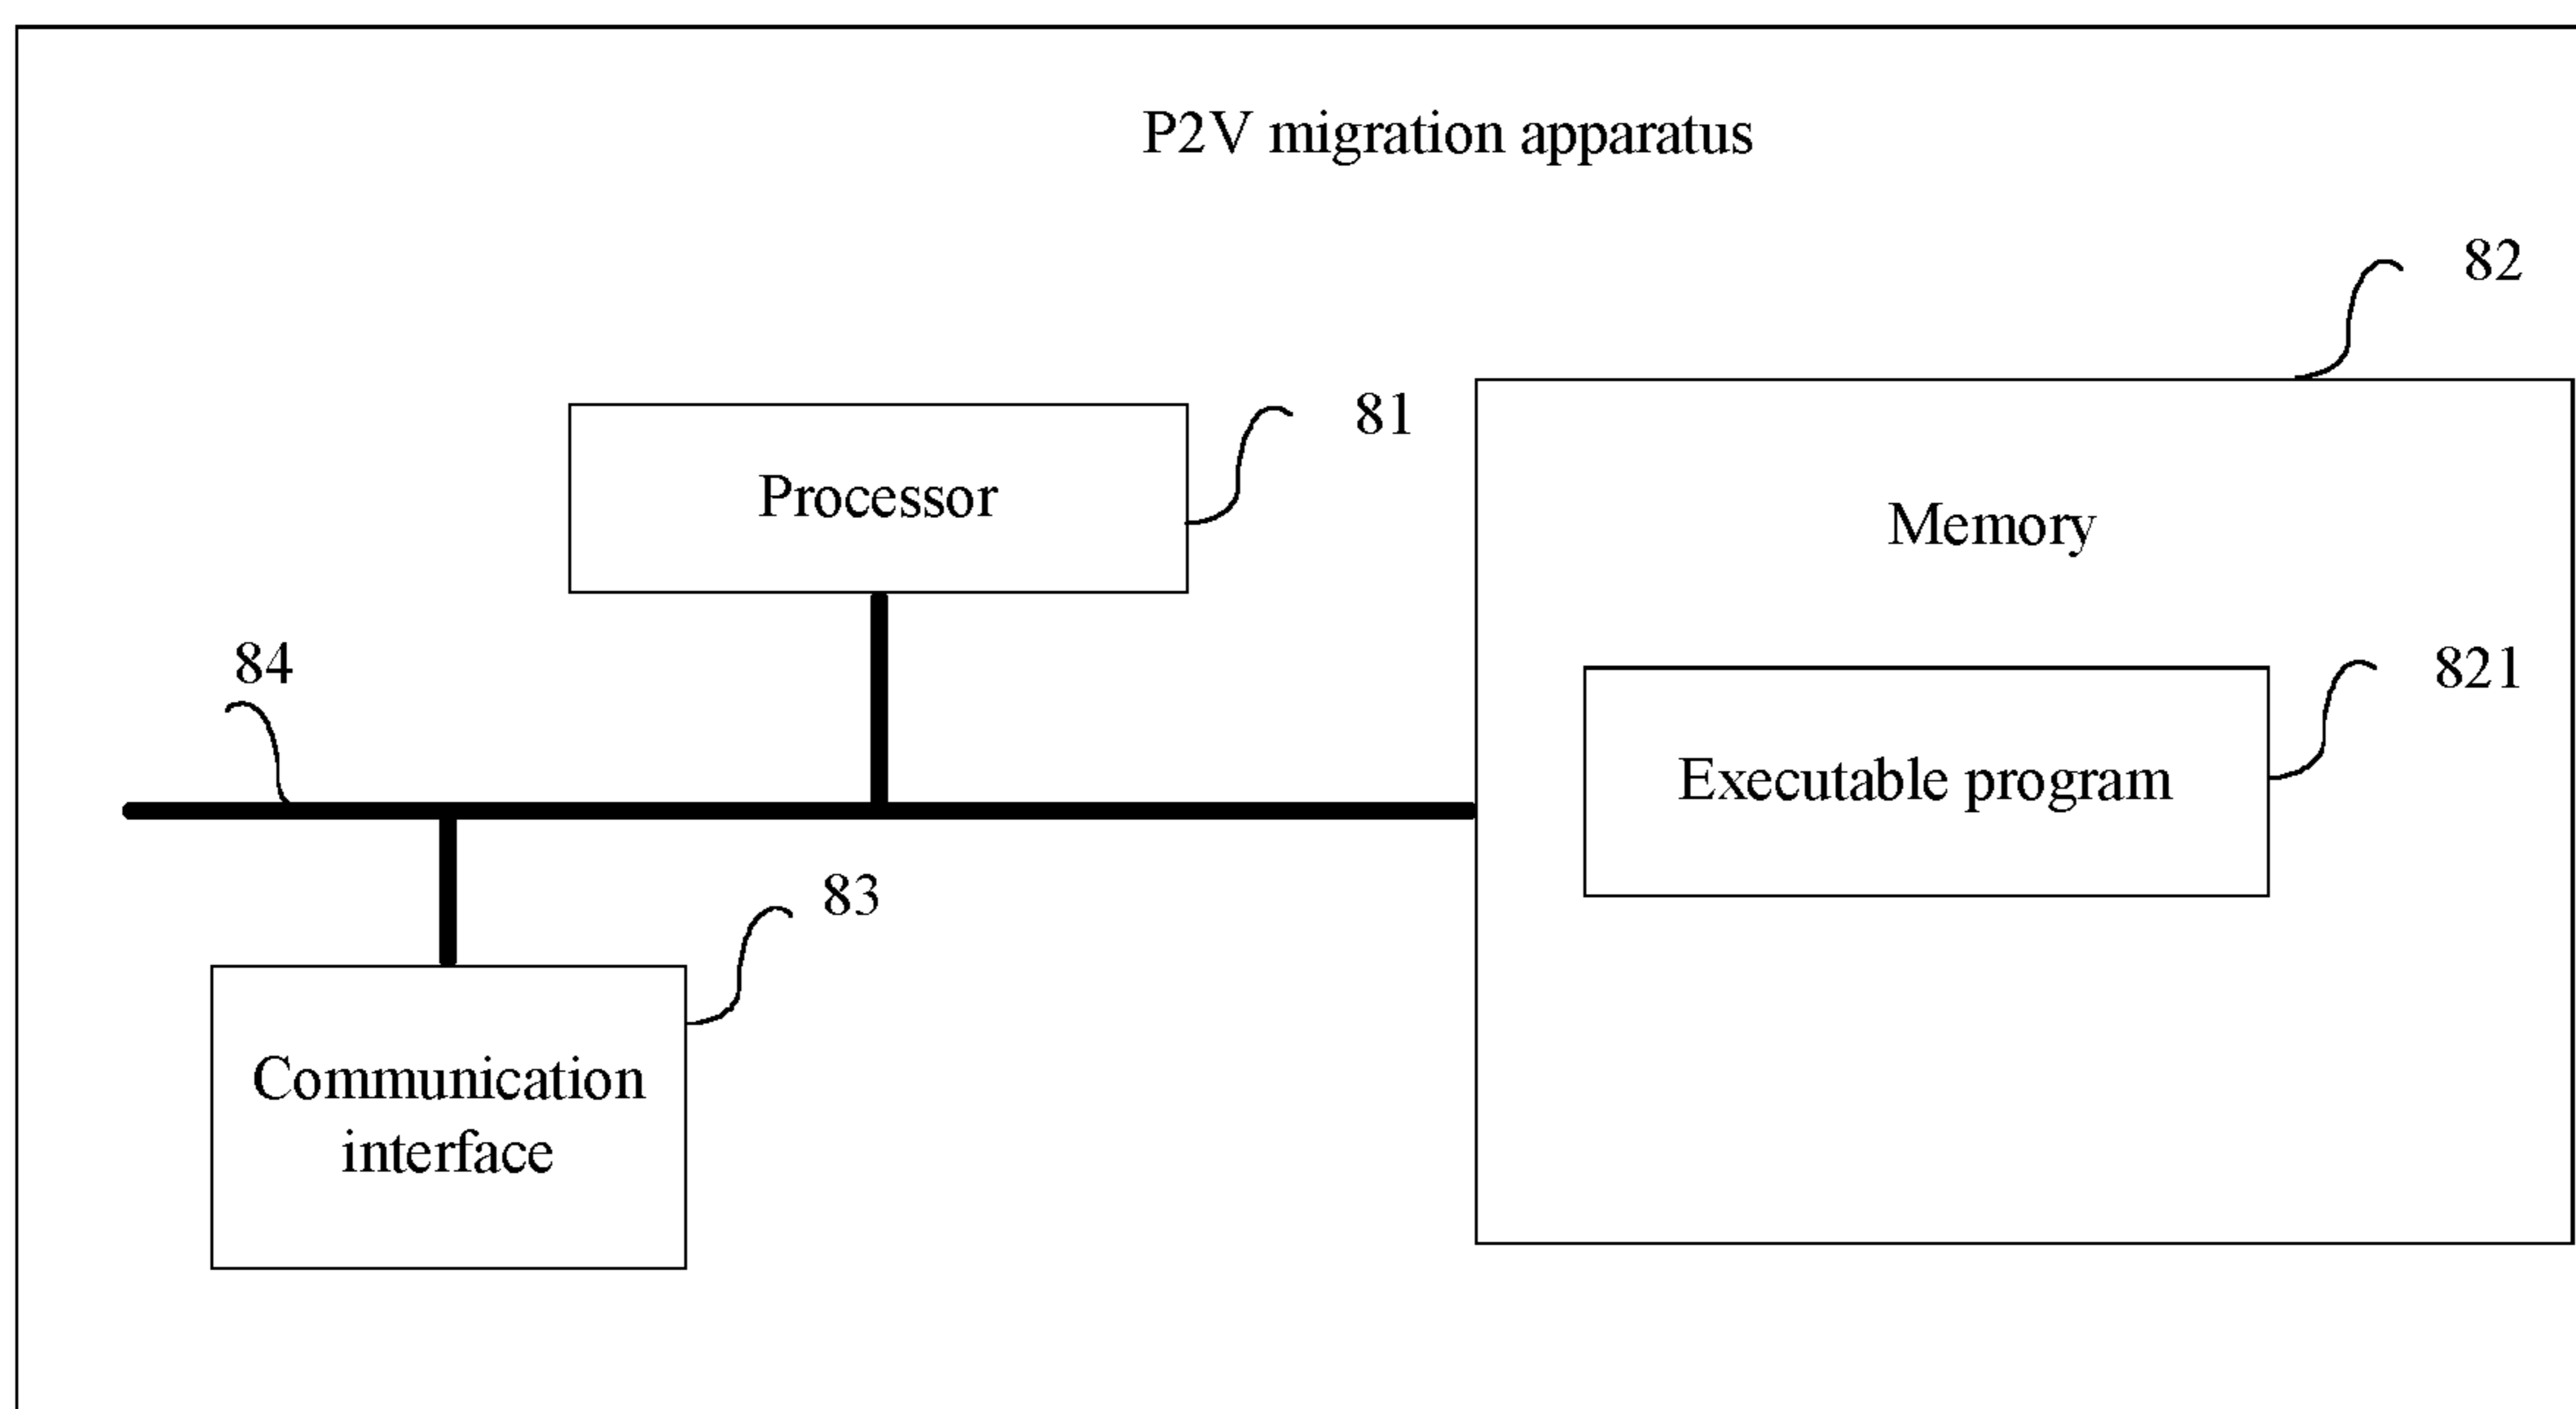 P2V migration apparatus
82
81
Processor
Memory
84
821
Executable program
83
Communication
interface